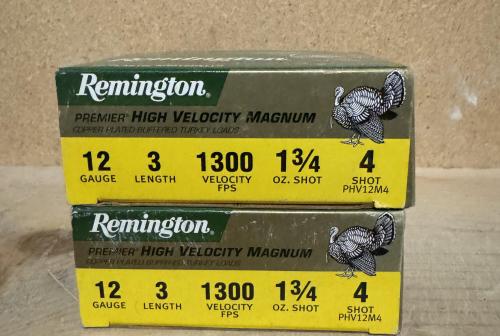 Remington®
PREMIER® HIGH VELOCITY MAGNUM
COPPER PLATED BUFFERED TURKEY LOADS
12 3 1300 1 3/4 4
GAUGE LENGTH VELOCITY FPS OZ. SHOT SHOT
PHV12M4
Remington®
PREMIER® HIGH VELOCITY MAGNUM
COPPER PLATED BUFFERED TURKEY LOADS
12 3 1300 1 3/4 4
GAUGE LENGTH VELOCITY FPS OZ. SHOT SHOT
PHV12M4